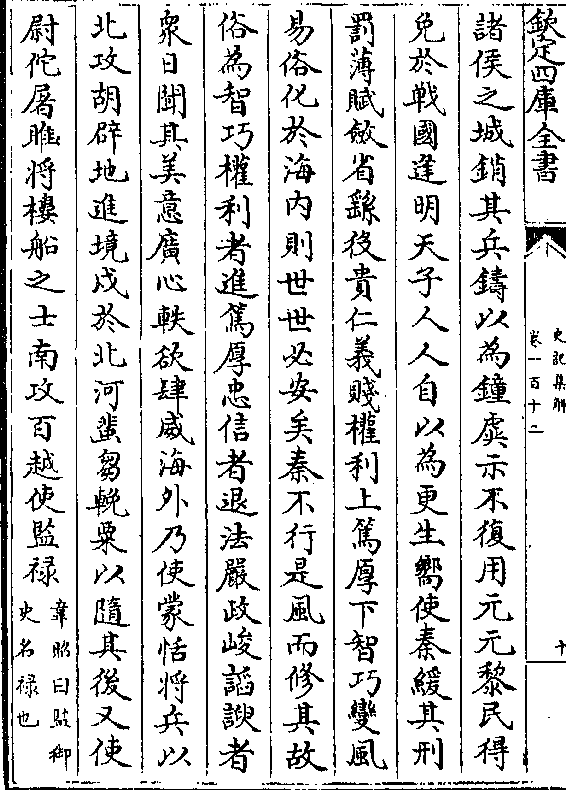 欽定四庫全書
史記集解
卷一百十二
十
諸侯之城銷其兵鑄以為鐘虡示不復用元元黎民得
免於戰國逢明天子人人自以為更生嚮使秦緩其刑
罰薄賦斂省繇役貴仁義賤權利上篤厚下智巧變風
易俗化於海内則世世必安矣秦不行是風而修其故
俗為智巧權利者進篤厚忠信者退法嚴政峻諂諛者
衆日聞其美意廣心軼欲肆威海外乃使蒙恬將兵以
北攻胡辟地進境戍於北河蜚芻輓粟以隨其後又使
尉佗屠睢將樓船之士南攻百越使監禄韋昭曰監御史名禄也